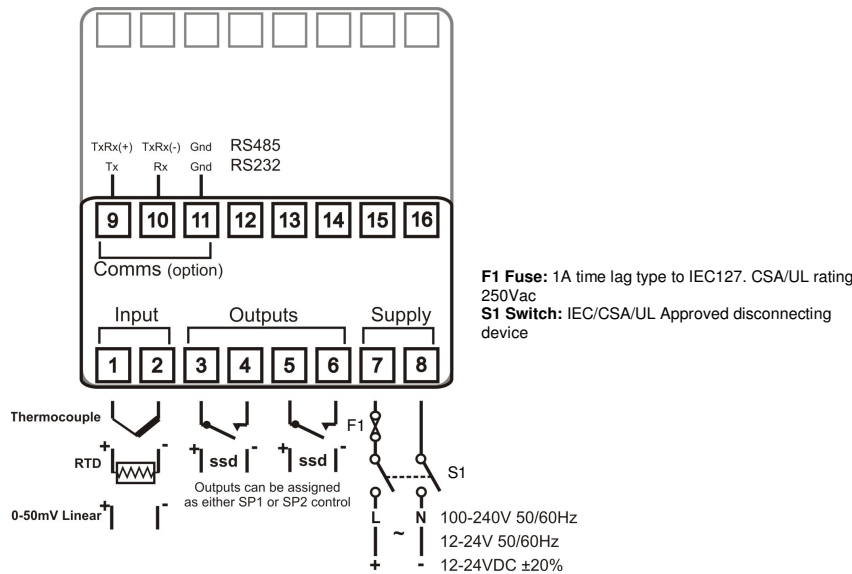 TxRx(+) TxRx(-) Gnd RS485
Tx Rx Gnd RS232
9 10 11 12 13 14 15 16
Comms (option)
Input Outputs Supply
1 2 3 4 5 6 7 8
F1 Fuse: 1A time lag type to IEC127. CSA/UL rating
250Vac
S1 Switch: IEC/CSA/UL Approved disconnecting
device
Thermocouple
F1
+ - + ssd - + ssd -
RTD
S1
Outputs can be assigned
as either SP1 or SP2 control
0-50mV Linear + -
L N 100-240V 50/60Hz
~ 12-24V 50/60Hz
+ - 12-24VDC ±20%